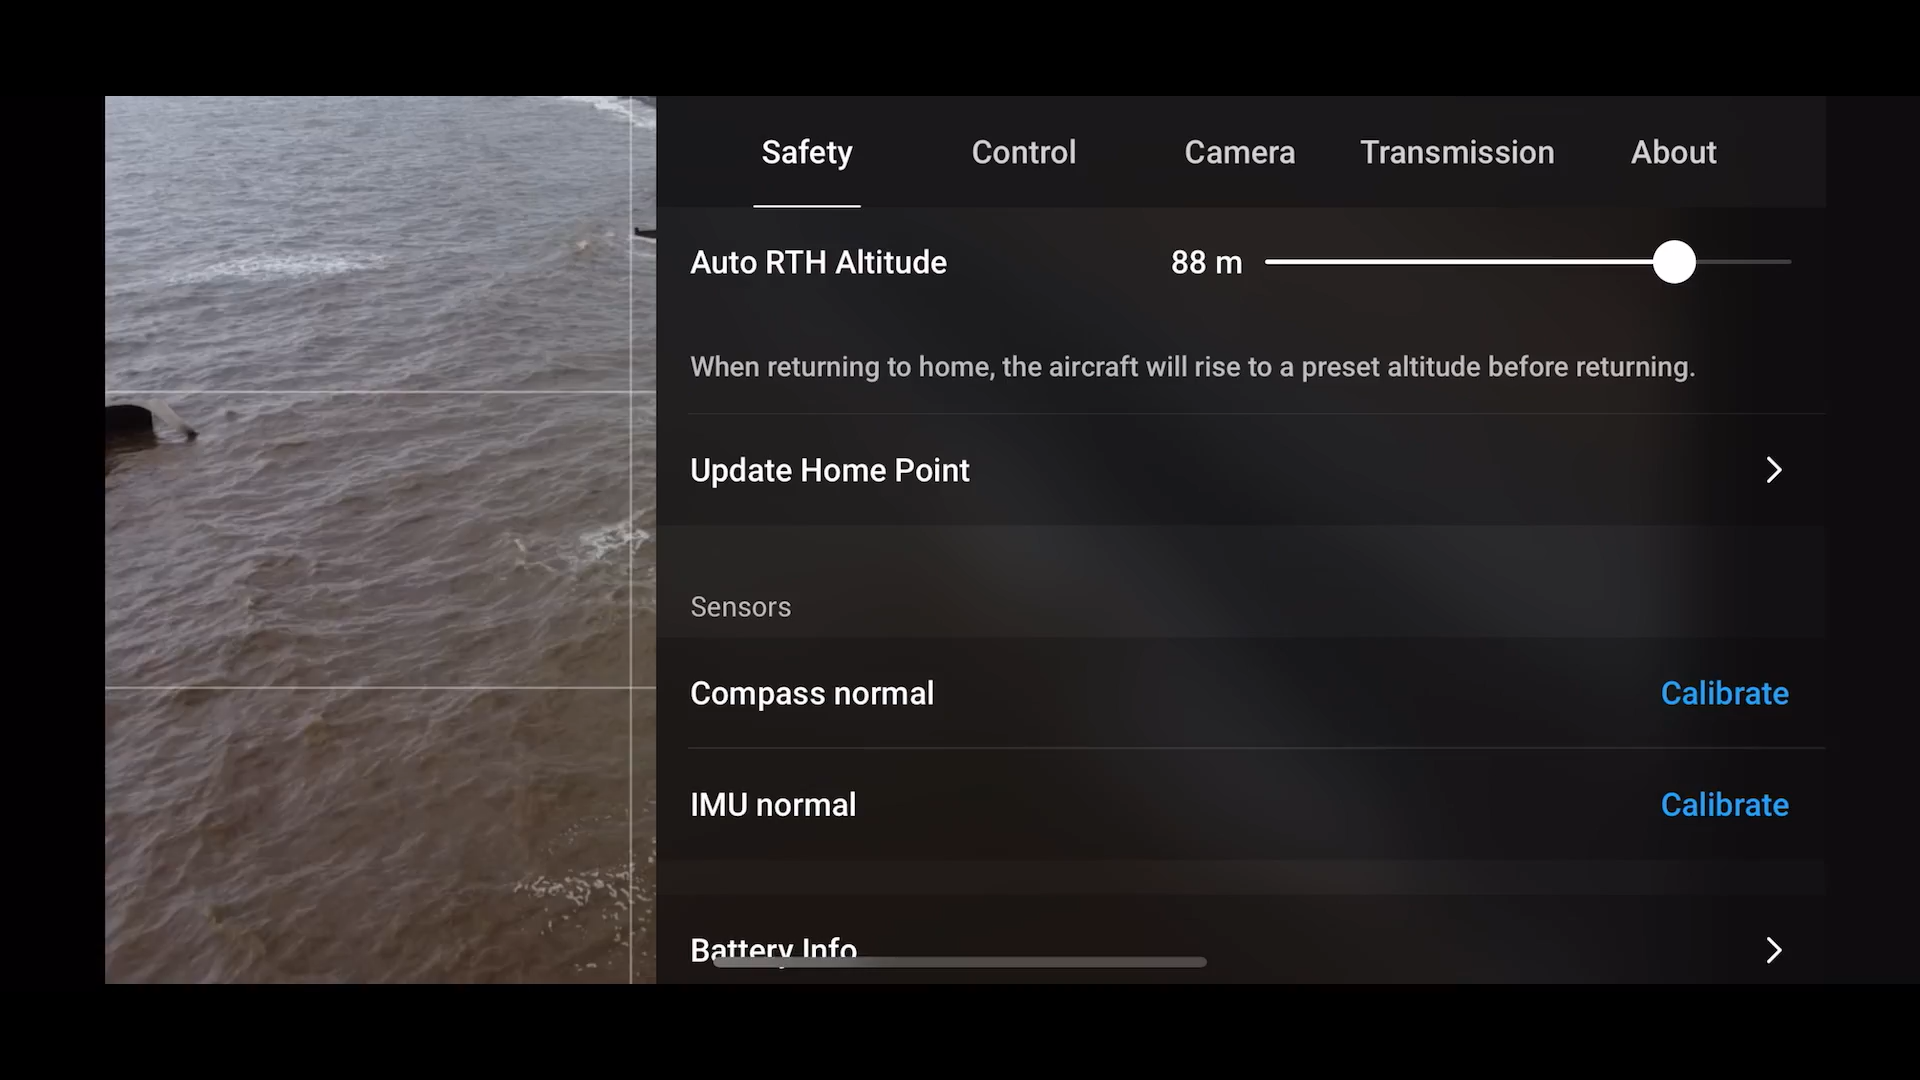 Safety Control Camera Transmission About
Auto RTH Altitude 88 m
When returning to home, the aircraft will rise to a preset altitude before returning.
Update Home Point
Sensors
Compass normal Calibrate
IMU normal Calibrate
Battery Info